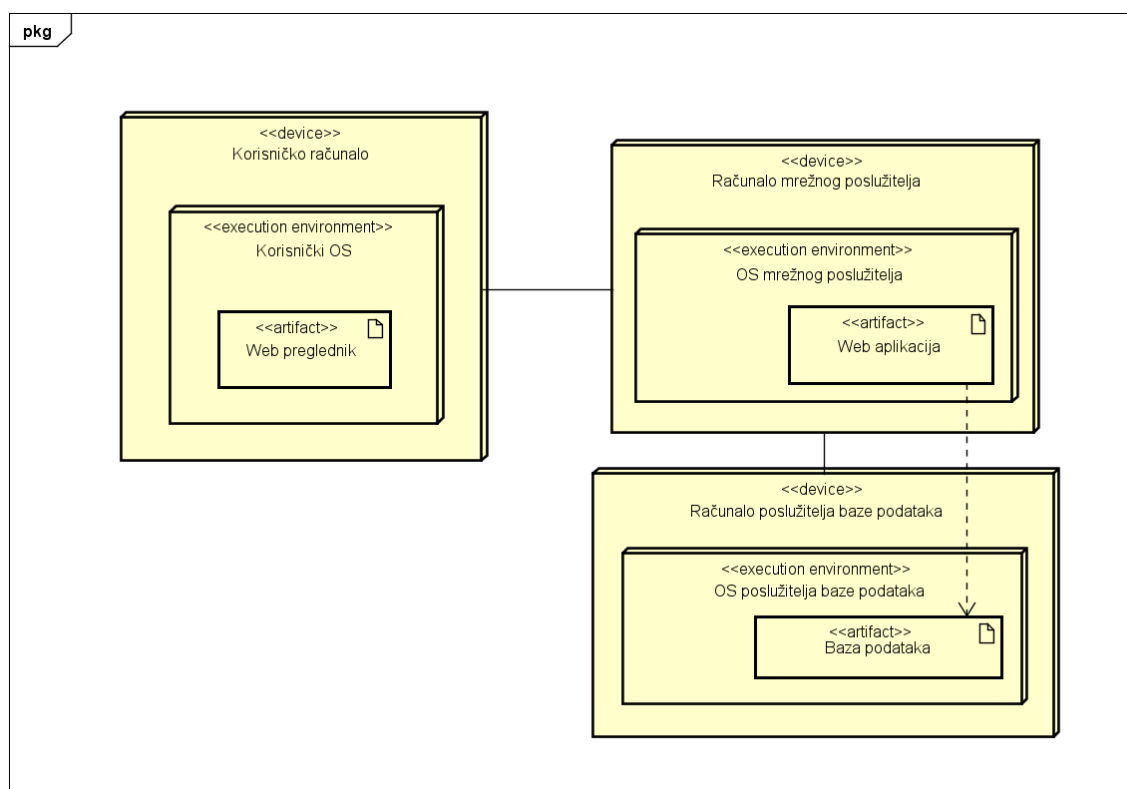 pkg
<<device>>
Korisničko računalo
<<execution environment>>
Korisnički OS
<<artifact>>
Web preglednik
<<device>>
Računalo mrežnog poslužitelja
<<execution environment>>
OS mrežnog poslužitelja
<<artifact>>
Web aplikacija
<<device>>
Računalo poslužitelja baze podataka
<<execution environment>>
OS poslužitelja baze podataka
<<artifact>>
Baza podataka